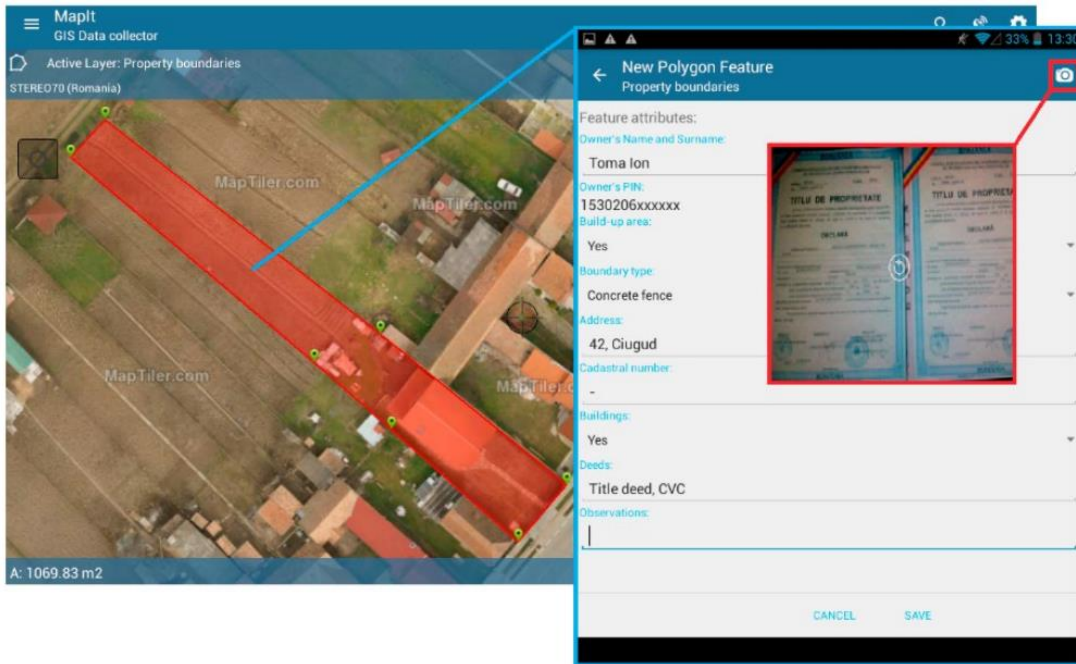 MapIt
GIS Data collector
Active Layer: Property boundaries
STEREO70 (Romania)
MapTiler.com
MapTiler.com
MapTiler.com
MapTiler.c
A: 1069.83 m2
33% 13:30
New Polygon Feature
Property boundaries
Feature attributes:
Owner's Name and Surname:
Toma Ion
Owner's PIN:
1530206xxxxxx
Build-up area:
Yes
Boundary type:
Concrete fence
Address:
42, Ciugud
Cadastral number:
-
Buildings:
Yes
Deeds:
Title deed, CVC
Observations:
CANCEL SAVE
ROMÂNIA
TITLU DE PROPRIETATE
DECLARĂ
TITLU DE PROPRIETA
DECLARĂ